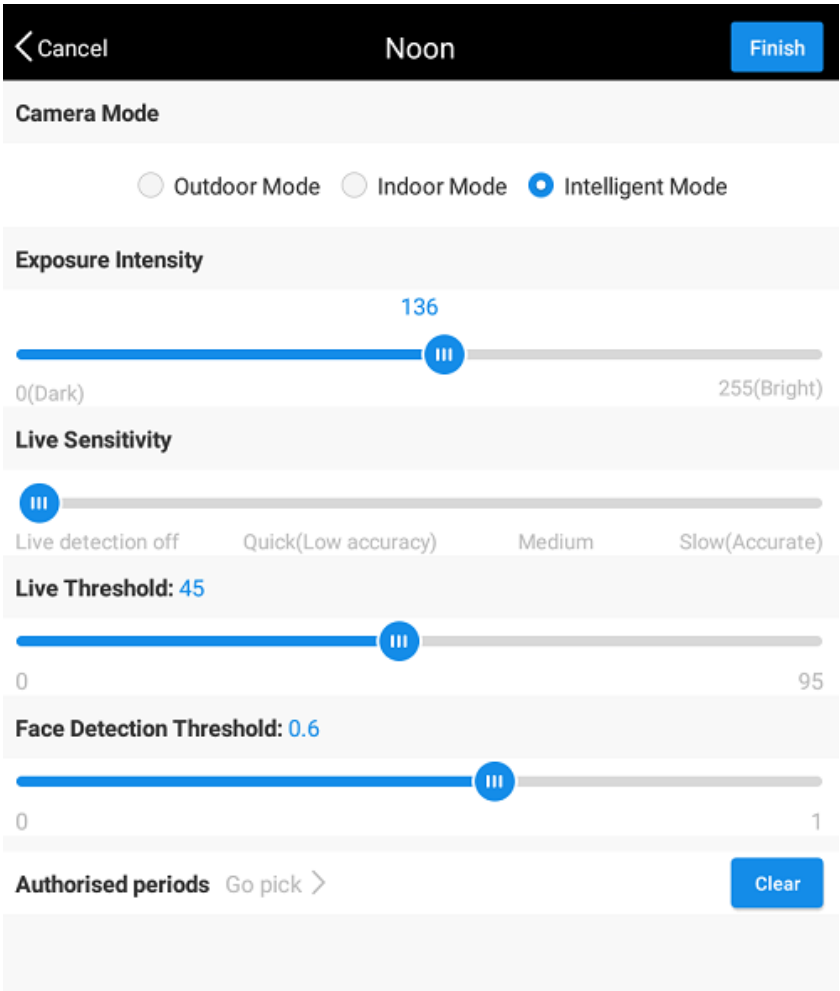 Cancel Noon Finish
Camera Mode
Outdoor Mode Indoor Mode Intelligent Mode
Exposure Intensity
136
0(Dark) 255(Bright)
Live Sensitivity
Live detection off Quick(Low accuracy) Medium Slow(Accurate)
Live Threshold: 45
0 95
Face Detection Threshold: 0.6
0 1
Authorised periods Go pick Clear